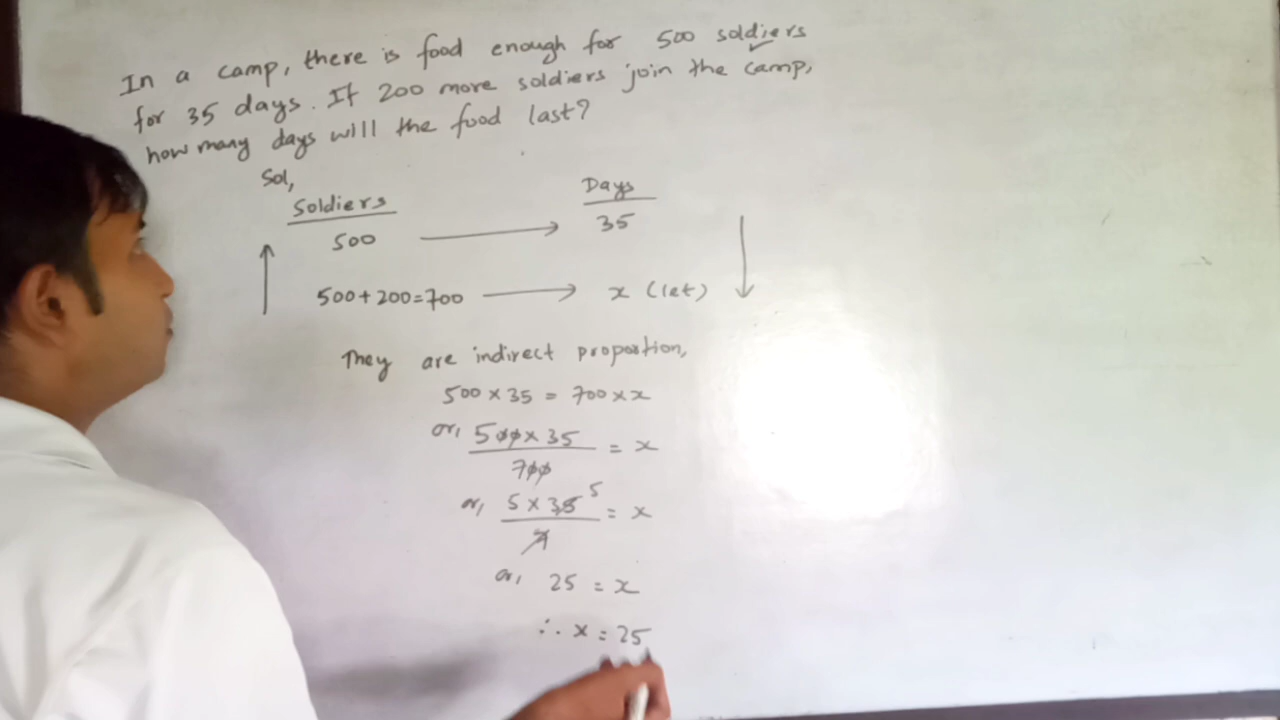 In a camp, there is food enough for 500 soldiers
for 35 days. If 200 more soldiers join the camp,
how many days will the food last?
Sol,
Soldiers Days
500 → 35
500+200=700 → x (let)
They are indirect proportion,
500 × 35 = 700 × x
or, 500 × 35 / 700 = x
or, 5 × 35 5 / 7 = x
or, 25 = x
∴ x = 25